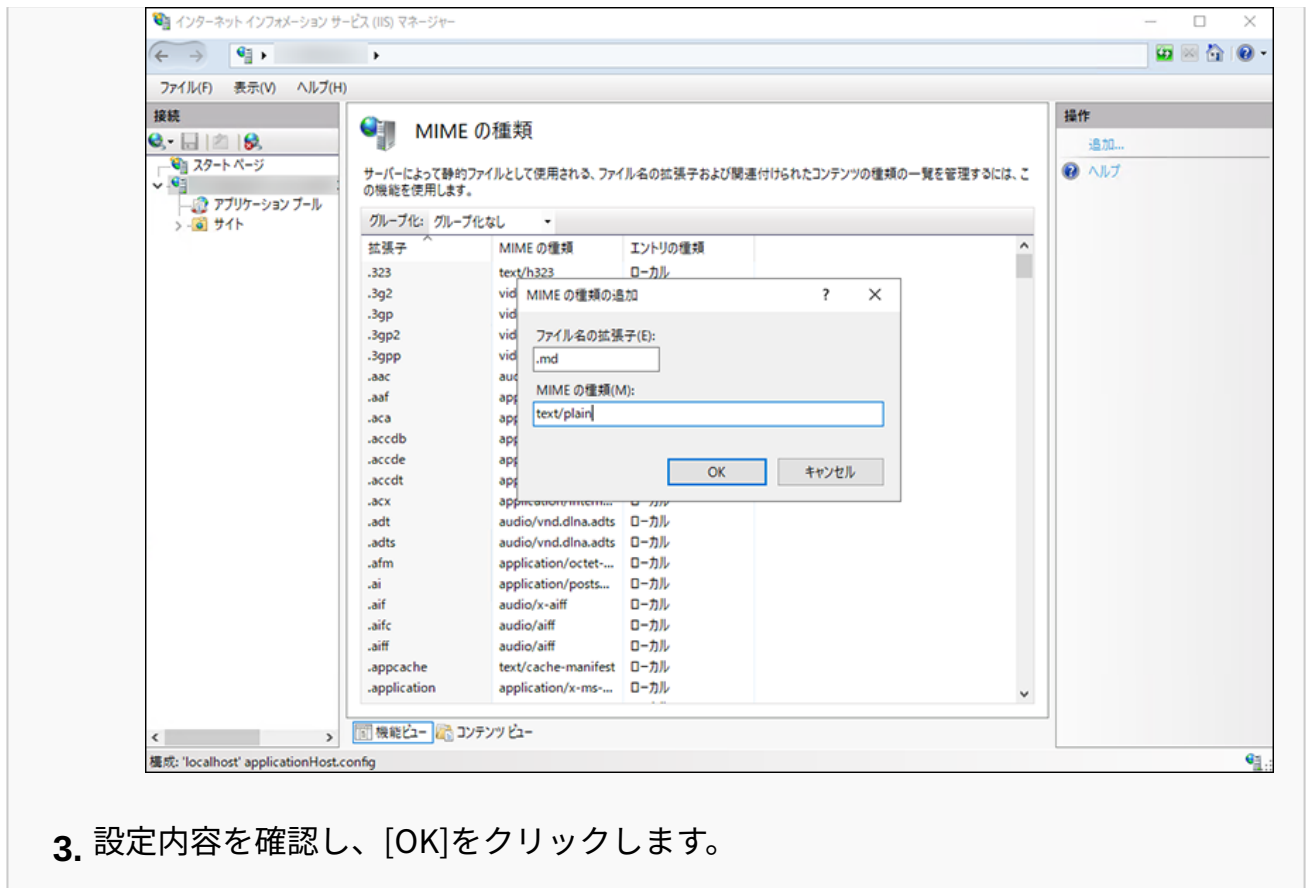 インターネット インフォメーション サービス (IIS) マネージャー
ファイル(F) 表示(V) ヘルプ(H)
接続
スタート ページ
アプリケーション プール
サイト
MIME の種類
サーバーによって静的ファイルとして使用される、ファイル名の拡張子および関連付けられたコンテンツの種類の一覧を管理するには、こ
の機能を使用します。
グループ化: グループ化なし
拡張子 MIME の種類 エントリの種類
.323 text/h323 ローカル
.3g2 vid
.3gp vid
.3gp2 vid
.3gpp vid
.aac aud
.aaf app
.aca app
.accdb app
.accde app
.accdt app
.acx application/intern... ローカル
.adt audio/vnd.dlna.adts ローカル
.adts audio/vnd.dlna.adts ローカル
.afm application/octet-... ローカル
.ai application/posts... ローカル
.aif audio/x-aiff ローカル
.aifc audio/aiff ローカル
.aiff audio/aiff ローカル
.appcache text/cache-manifest ローカル
.application application/x-ms-... ローカル
MIME の種類の追加 ?
ファイル名の拡張子(E):
.md
MIME の種類(M):
text/plain
OK キャンセル
機能ビュー コンテンツ ビュー
操作
追加...
ヘルプ
構成: 'localhost' applicationHost.config
3. 設定内容を確認し、[OK]をクリックします。